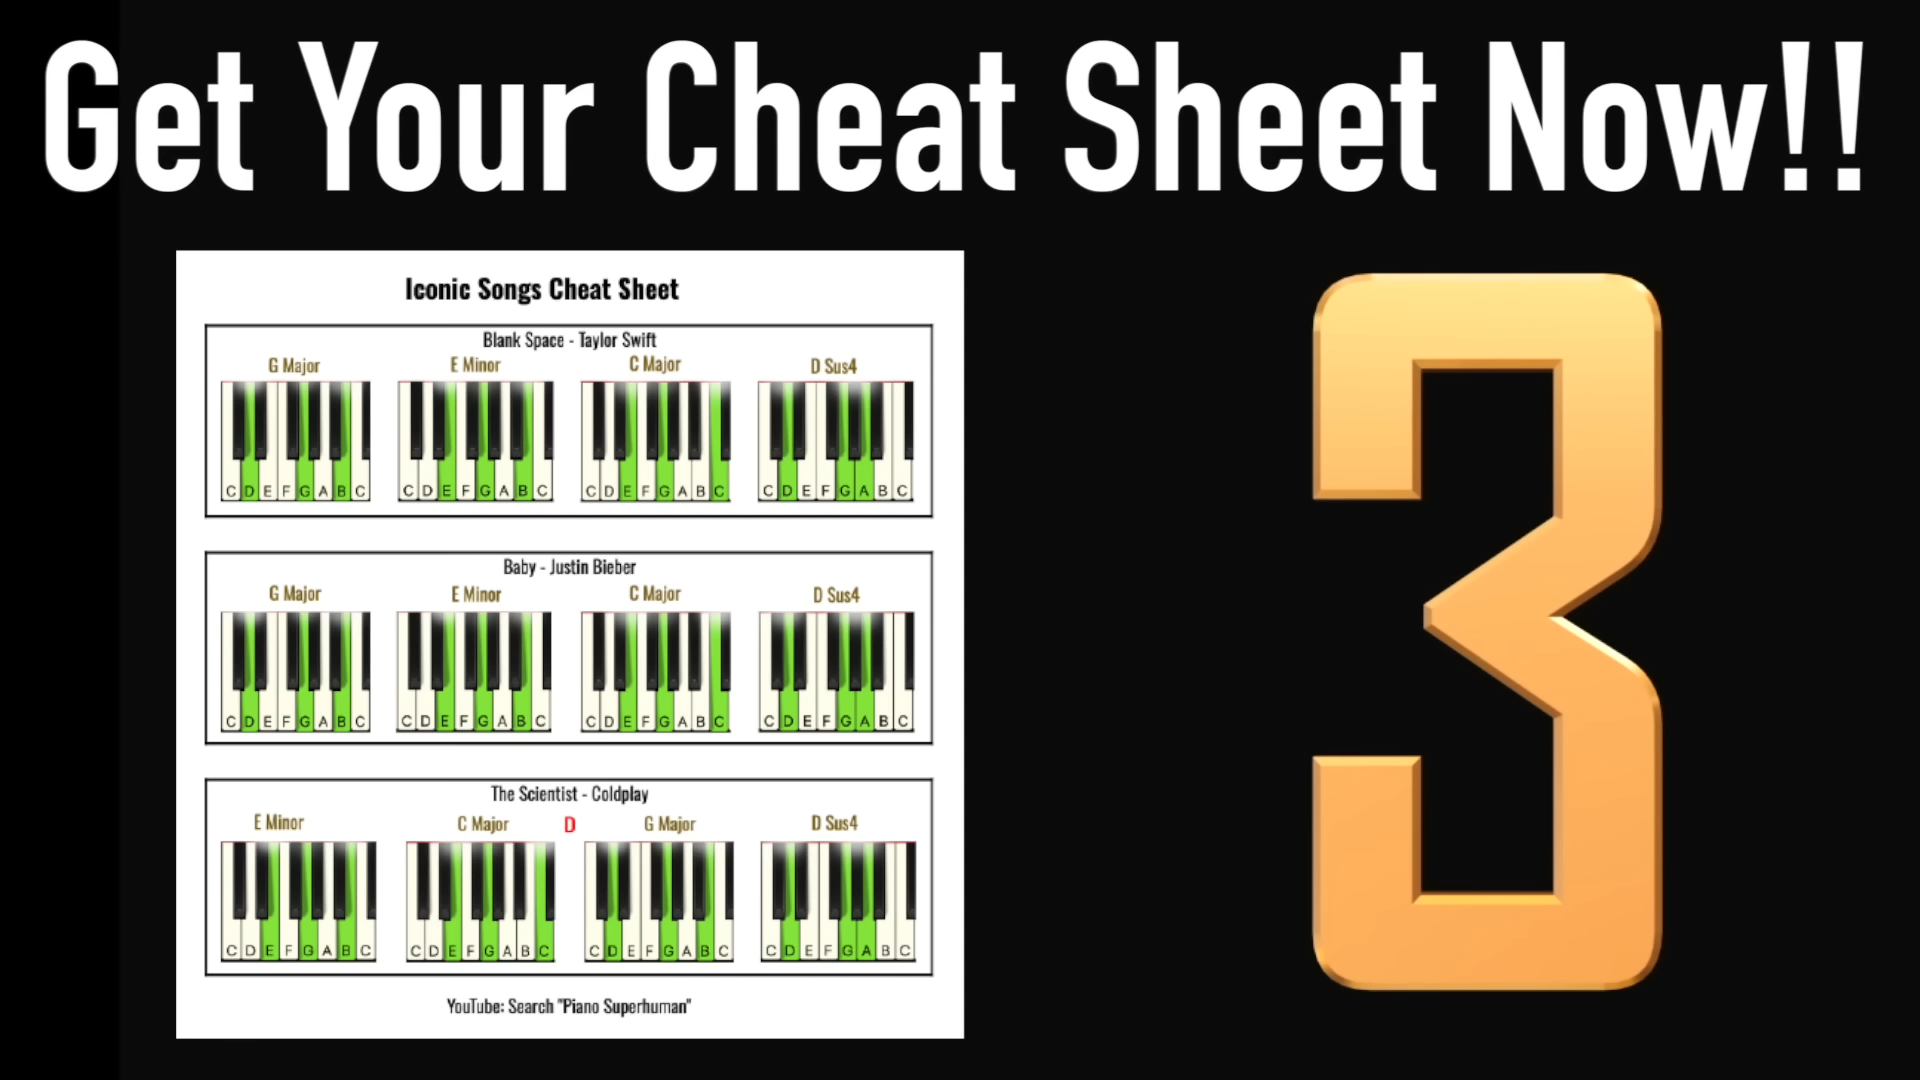 Get Your Cheat Sheet Now!!
Iconic Songs Cheat Sheet
Blank Space - Taylor Swift
G Major E Minor C Major D Sus4
C D E F G A B C C D E F G A B C C D E F G A B C C D E F G A B C
Baby - Justin Bieber
G Major E Minor C Major D Sus4
C D E F G A B C C D E F G A B C C D E F G A B C C D E F G A B C
The Scientist - Coldplay
E Minor C Major D G Major D Sus4
C D E F G A B C C D E F G A B C C D E F G A B C C D E F G A B C
YouTube: Search "Piano Superhuman"
3